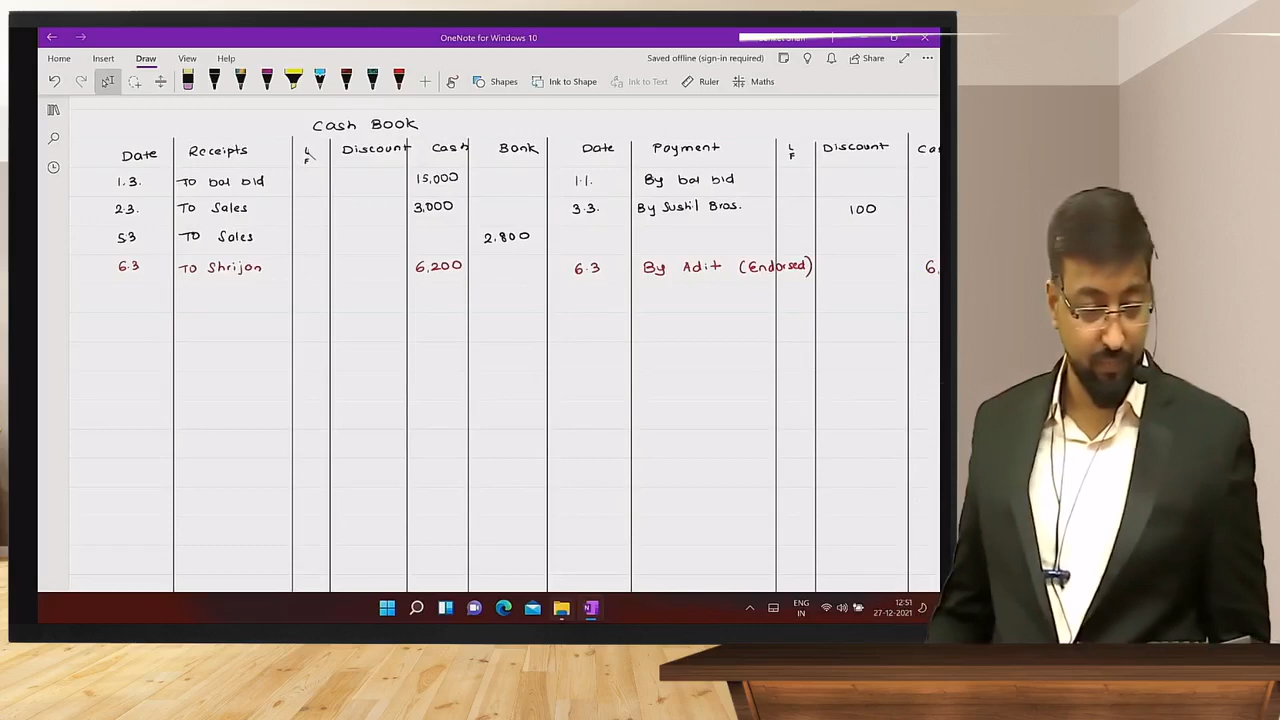 OneNote for Windows 10
Home Insert Draw View Help
Saved offline (sign-in required) Share
Shapes Ink to Shape Ink to Text Ruler Maths
Cash Book
Date Receipts L F Discount Cash Bank Date Payment L F Discount Ca
1.3. To bal b/d 15,000 1.1. By bal b/d
2.3. To Sales 3,000 3.3. By Sushil Bros. 100
5.3 To Sales 2,800
6.3 To Shrijan 6,200 6.3 By Adit (Endorsed) 6,
ENG
IN
12:51
27-12-2021